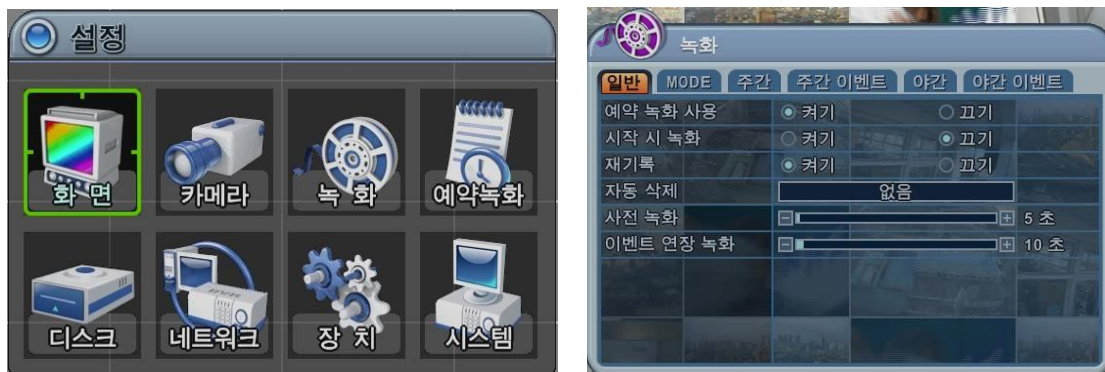 설정
화 면
카메라
녹 화
예약녹화
디스크
네트워크
장 치
시스템
녹화
일반 MODE 주간 주간 이벤트 야간 야간 이벤트
예약 녹화 사용 켜기 끄기
시작 시 녹화 켜기 끄기
재기록 켜기 끄기
자동 삭제 없음
사전 녹화 5 초
이벤트 연장 녹화 10 초